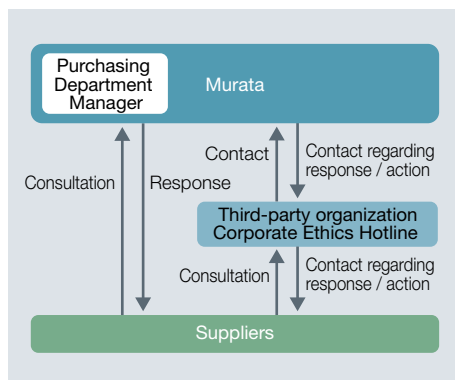 Purchasing
Department
Manager
Murata
Contact
Contact regarding
response / action
Consultation
Response
Third-party organization
Corporate Ethics Hotline
Consultation
Contact regarding
response / action
Suppliers